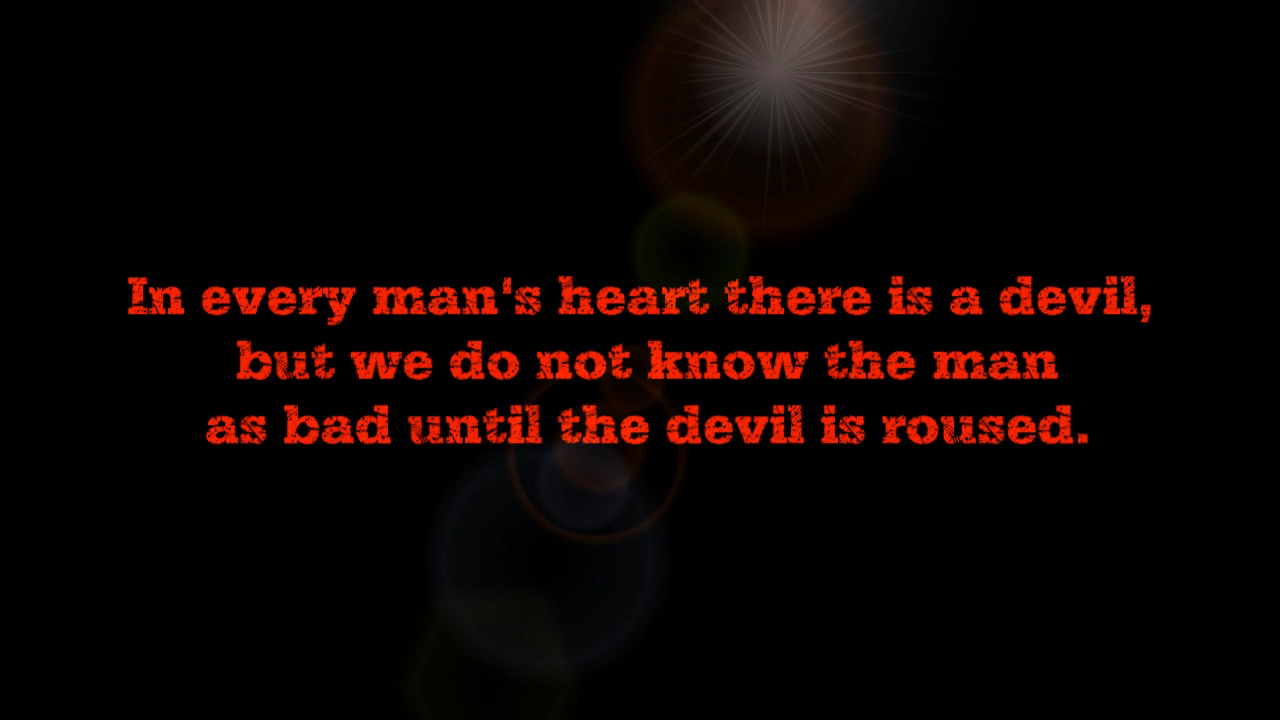 In every man's heart there is a devil,
but we do not know the man
as bad until the devil is roused.